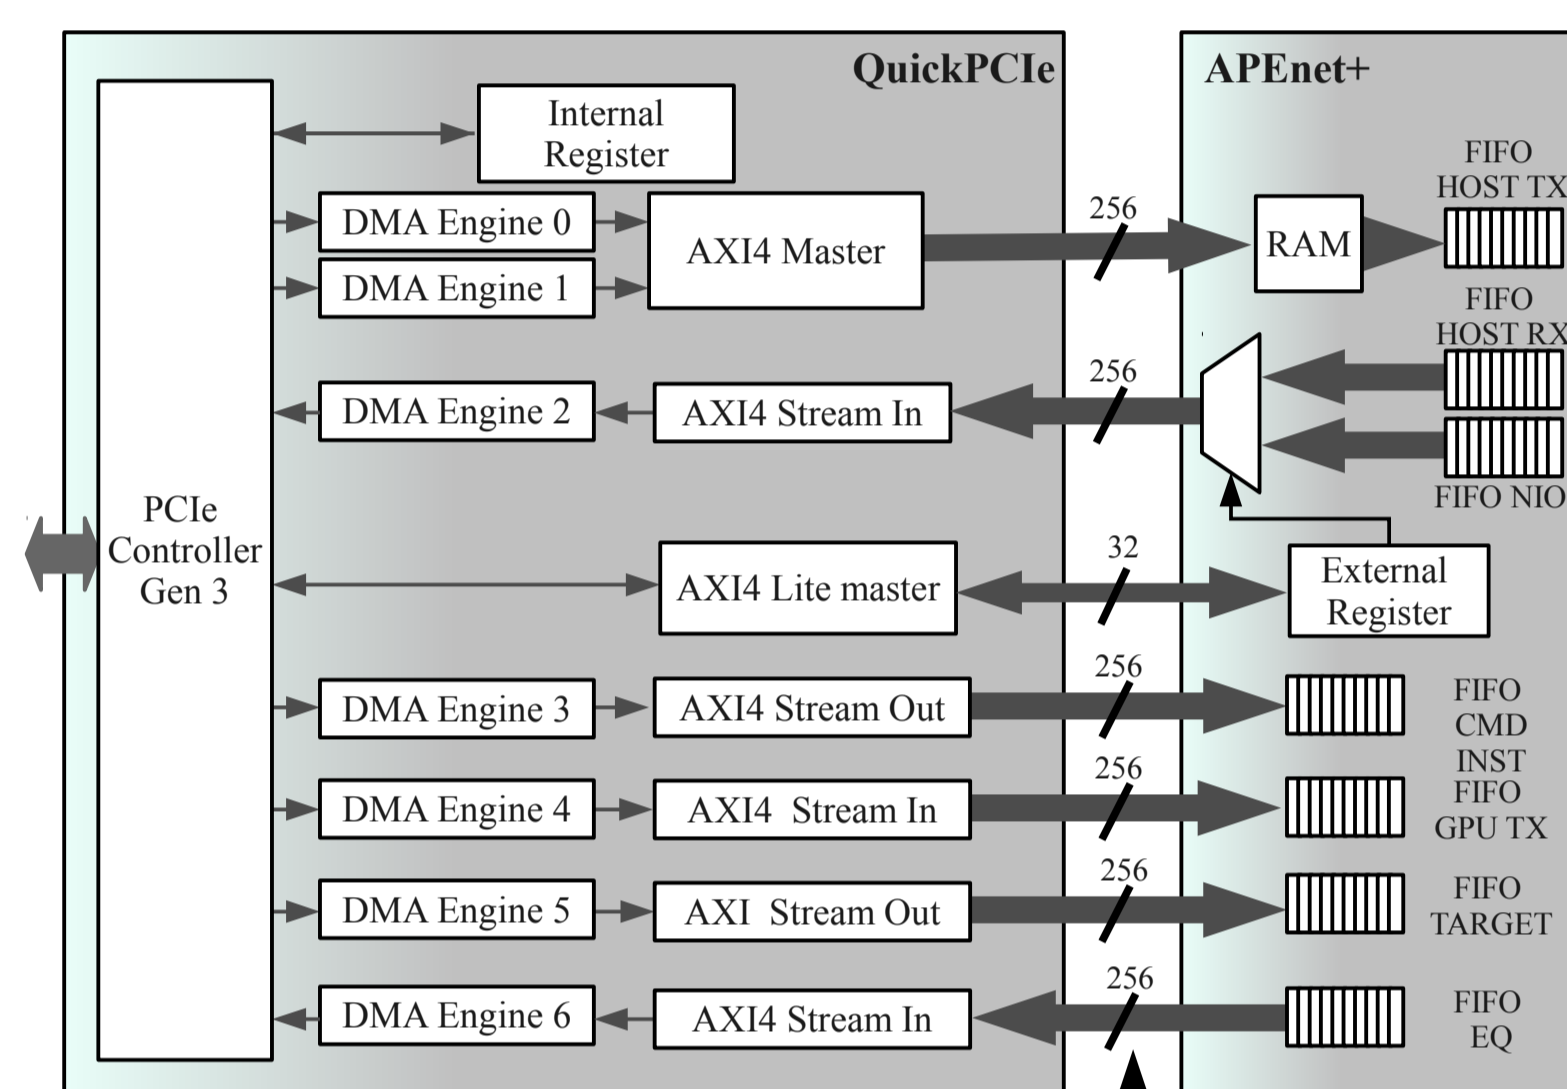 QuickPCIe
APEnet+
Internal
Register
FIFO
HOST TX
DMA Engine 0
256
AXI4 Master
RAM
DMA Engine 1
FIFO
HOST RX
256
DMA Engine 2
AXI4 Stream In
FIFO NIO
PCIe
Controller
Gen 3
32
AXI4 Lite master
External
Register
256
DMA Engine 3
AXI4 Stream Out
FIFO
CMD
INST
256
DMA Engine 4
AXI4  Stream In
FIFO
GPU TX
256
DMA Engine 5
AXI  Stream Out
FIFO
TARGET
256
DMA Engine 6
AXI4 Stream In
FIFO
EQ